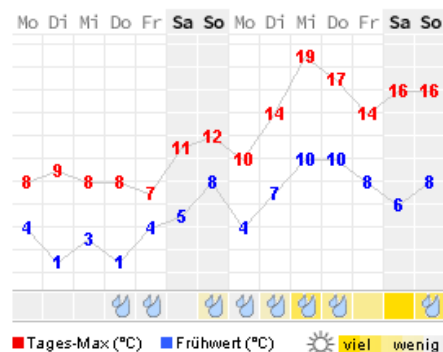 Mo Di Mi Do Fr Sa So Mo Di Mi Do Fr Sa So
8 9 8 8 7 11 12 10 14 19 17 14 16 16
4 1 3 1 4 5 8 4 7 10 10 8 6 8
Tages-Max (°C) Frühwert (°C) viel wenig